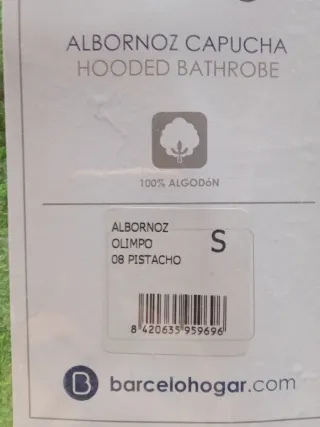 ALBORNOZ CAPUCHA
HOODED BATHROBE
100% ALGODóN
ALBORNOZ
OLIMPO S
08 PISTACHO
8 420635 959696
B barcelohogar.com